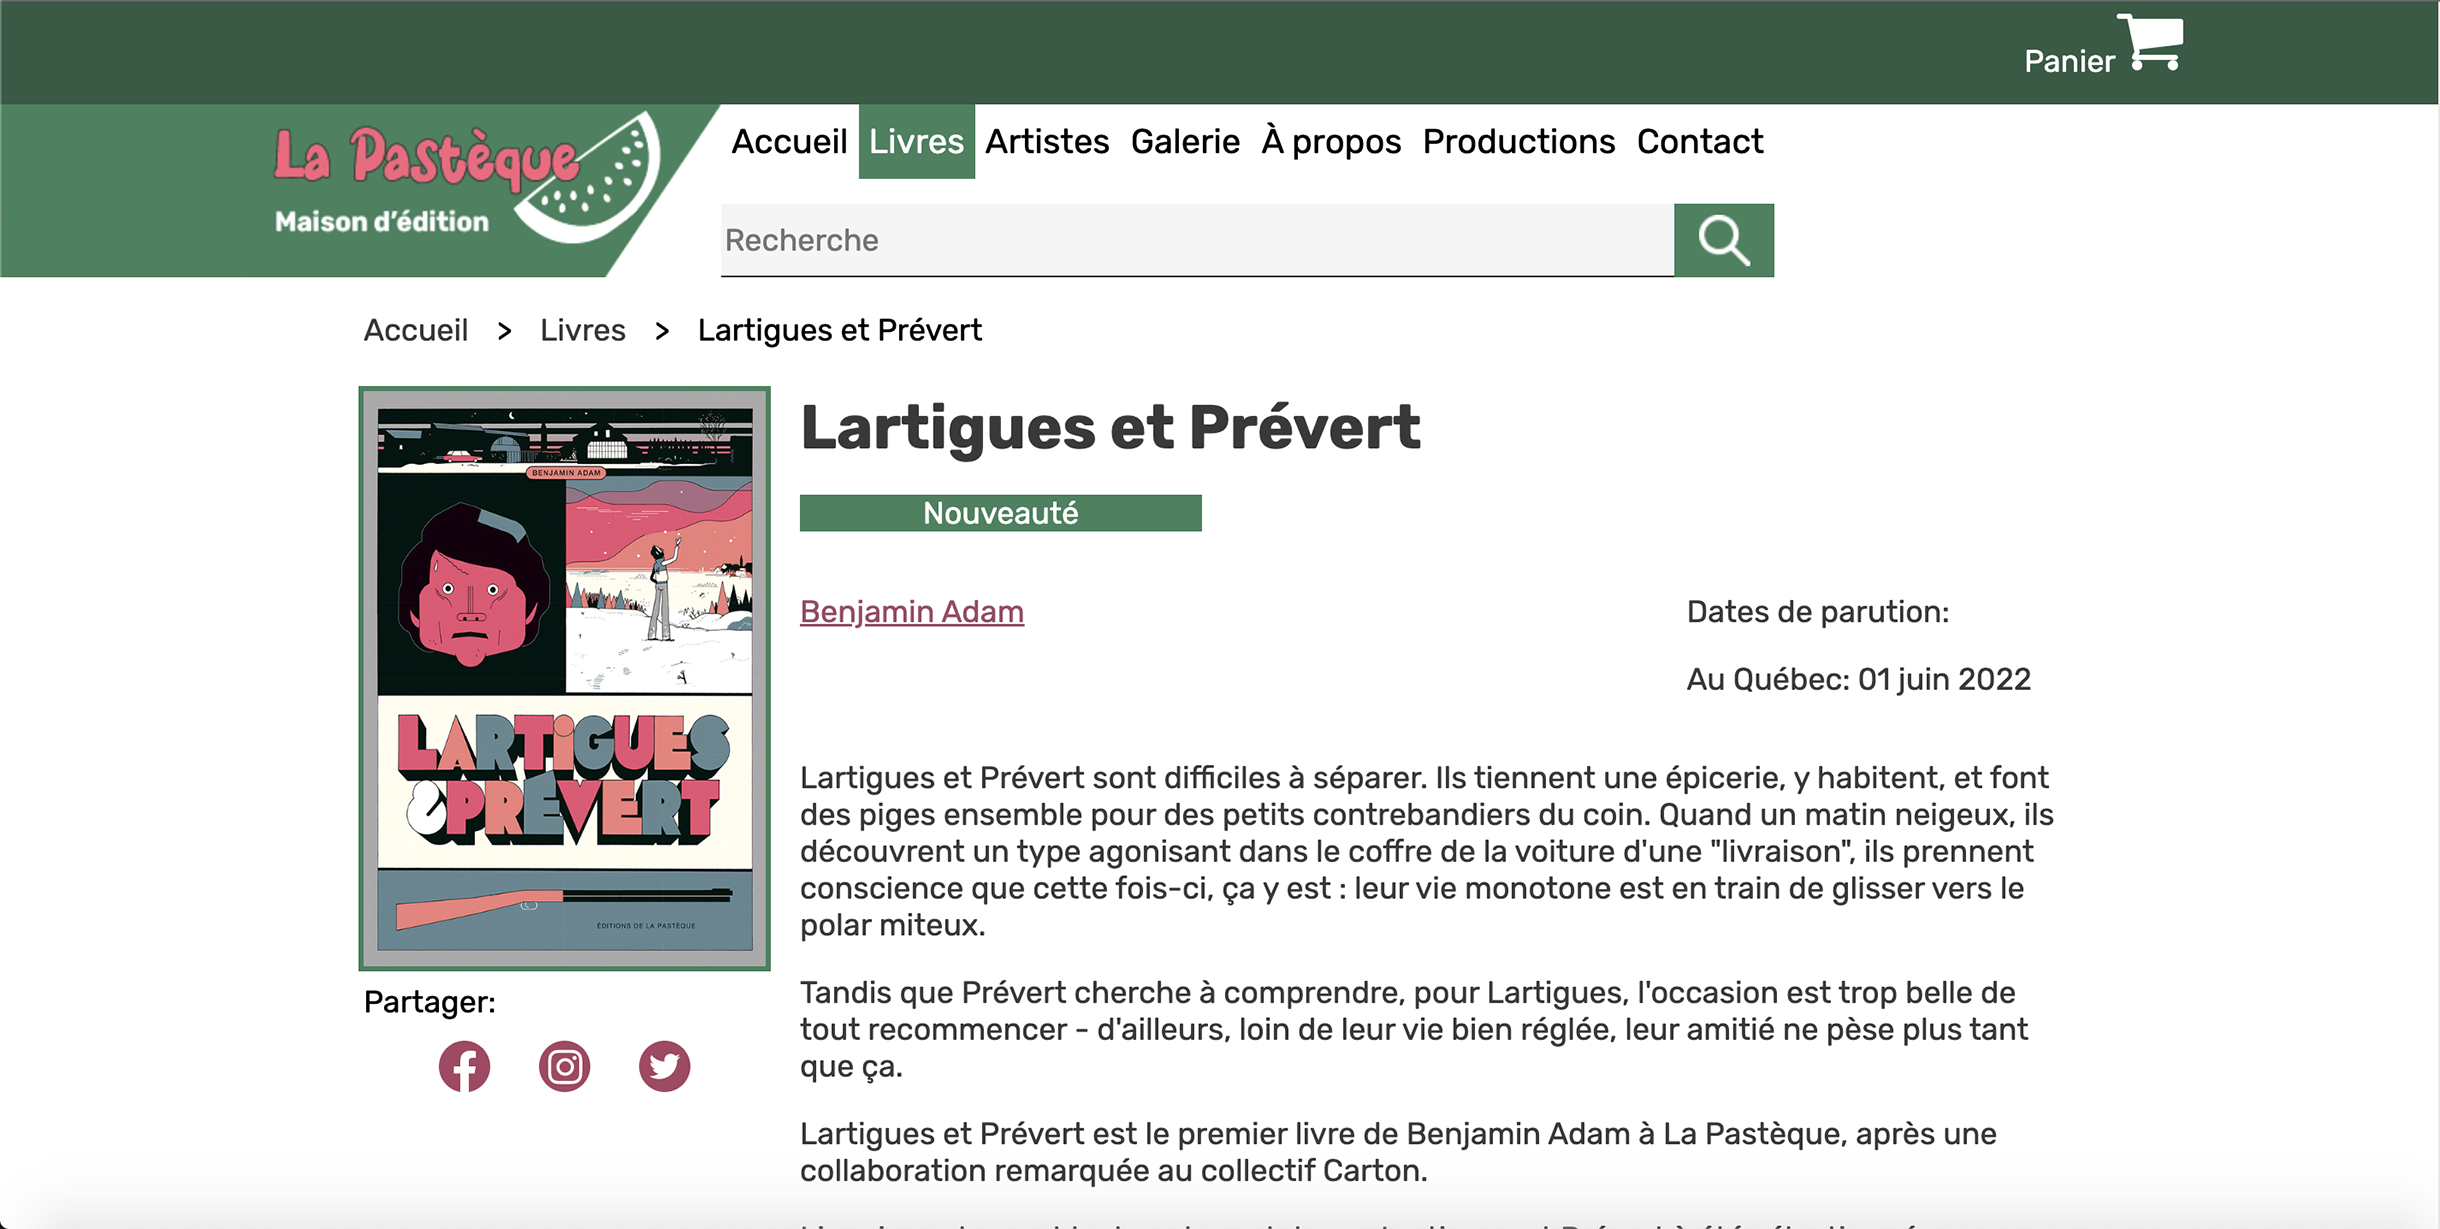 Panier
La Pastèque
Maison d'édition
Accueil Livres Artistes Galerie À propos Productions Contact
Recherche
Accueil > Livres > Lartigues et Prévert
BENJAMIN ADAM
LARTiGUES
&PRÉVERT
ÉDITIONS DE LA PASTÈQUE
Partager:
Lartigues et Prévert
Nouveauté
Benjamin Adam
Dates de parution:
Au Québec: 01 juin 2022
Lartigues et Prévert sont difficiles à séparer. Ils tiennent une épicerie, y habitent, et font
des piges ensemble pour des petits contrebandiers du coin. Quand un matin neigeux, ils
découvrent un type agonisant dans le coffre de la voiture d'une "livraison", ils prennent
conscience que cette fois-ci, ça y est : leur vie monotone est en train de glisser vers le
polar miteux.
Tandis que Prévert cherche à comprendre, pour Lartigues, l'occasion est trop belle de
tout recommencer - d'ailleurs, loin de leur vie bien réglée, leur amitié ne pèse plus tant
que ça.
Lartigues et Prévert est le premier livre de Benjamin Adam à La Pastèque, après une
collaboration remarquée au collectif Carton.